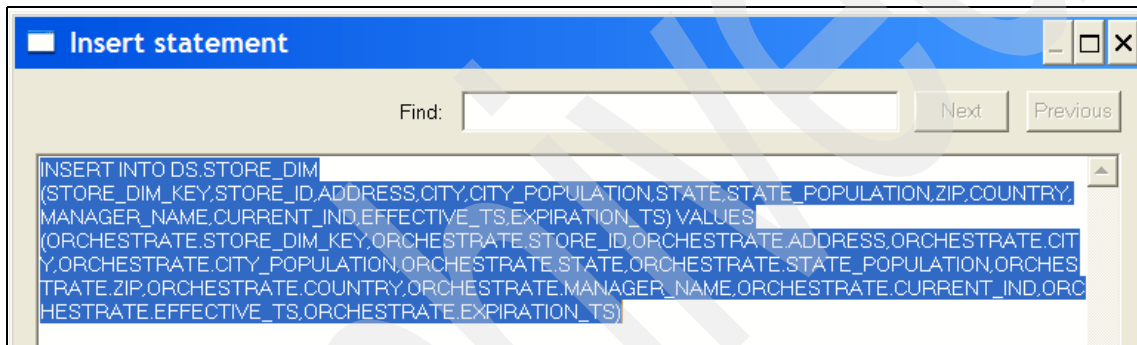 Insert statement
Find:
Next
Previous
INSERT INTO DS.STORE_DIM
(STORE_DIM_KEY,STORE_ID,ADDRESS,CITY,CITY_POPULATION,STATE,STATE_POPULATION,ZIP,COUNTRY,
MANAGER_NAME,CURRENT_IND,EFFECTIVE_TS,EXPIRATION_TS) VALUES
(ORCHESTRATE.STORE_DIM_KEY,ORCHESTRATE.STORE_ID,ORCHESTRATE.ADDRESS,ORCHESTRATE.CIT
Y,ORCHESTRATE.CITY_POPULATION,ORCHESTRATE.STATE,ORCHESTRATE.STATE_POPULATION,ORCHES
TRATE.ZIP,ORCHESTRATE.COUNTRY,ORCHESTRATE.MANAGER_NAME,ORCHESTRATE.CURRENT_IND,ORC
HESTRATE.EFFECTIVE_TS,ORCHESTRATE.EXPIRATION_TS)